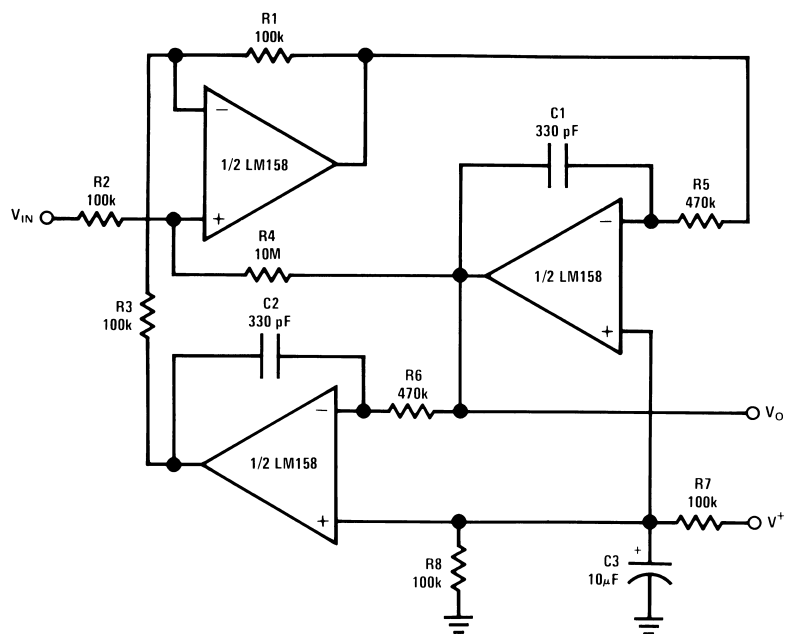 R1
100k
−
1/2 LM158
+
C1
330 pF
R2
100k
VIN
R5
470k
−
1/2 LM158
+
R4
10M
R3
100k
C2
330 pF
R6
470k
−
1/2 LM158
+
VO
R7
100k
V+
R8
100k
+
C3
10μF